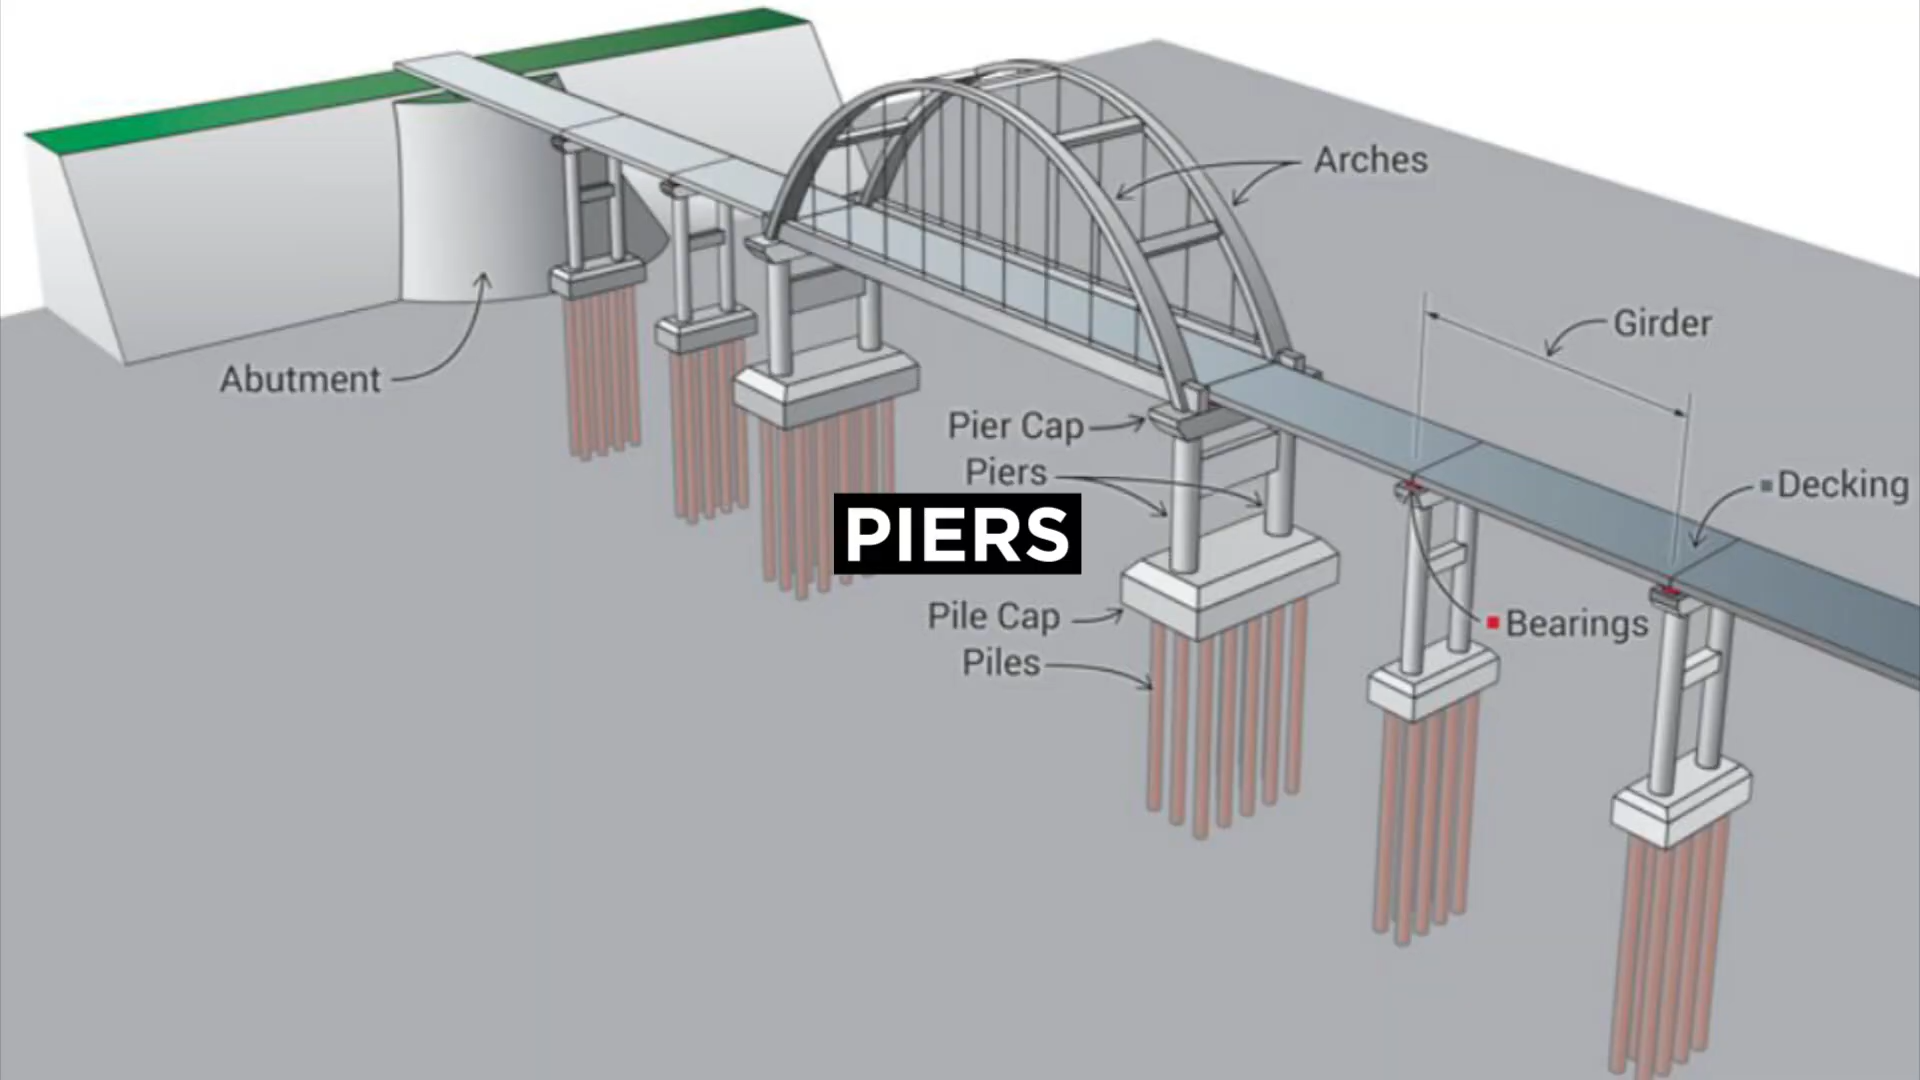 Arches
Girder
Abutment
Pier Cap
Piers
Decking
PIERS
Pile Cap
Bearings
Piles